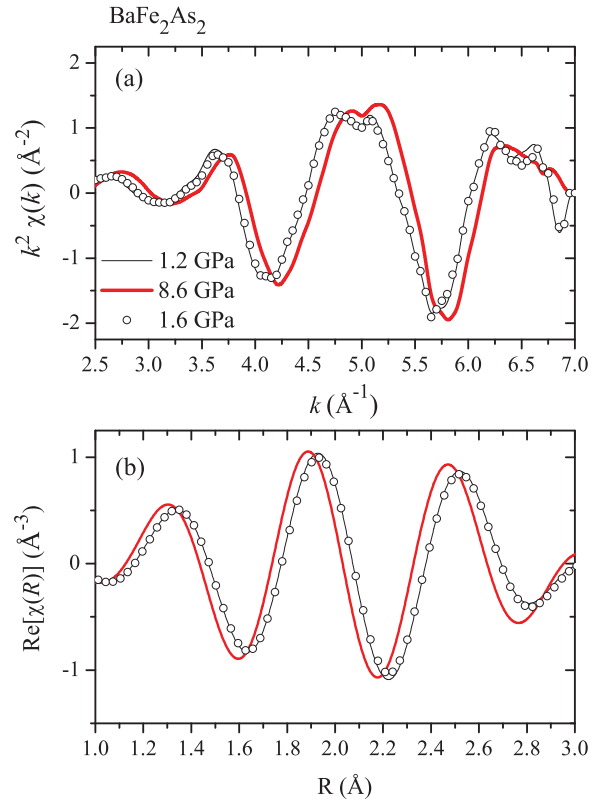 BaFe₂As₂
(a)
k² χ(k) (Å⁻²)
2
1
0
-1
-2
1.2 GPa
8.6 GPa
1.6 GPa
2.5 3.0 3.5 4.0 4.5 5.0 5.5 6.0 6.5 7.0
k (Å⁻¹)
(b)
Re[χ(R)] (Å⁻³)
1
0
-1
1.0 1.2 1.4 1.6 1.8 2.0 2.2 2.4 2.6 2.8 3.0
R (Å)